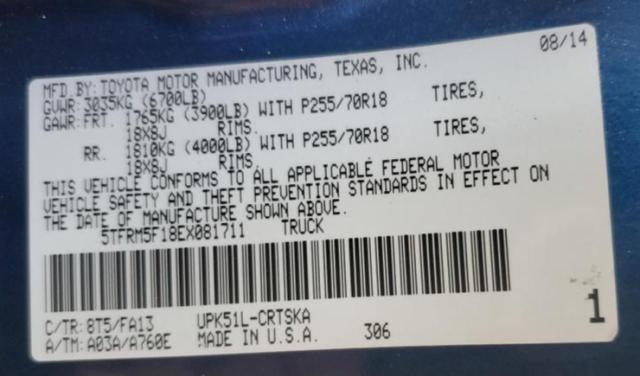 08/14
MFD.BY:TOYOTA MOTOR MANUFACTURING, TEXAS, INC.
GVWR:3035KG (6700LB)
GAWR:FRT. 1765KG (3900LB) WITH P255/70R18 TIRES,
18X8J RIMS.
RR. 1810KG (4000LB) WITH P255/70R18 TIRES,
18X8J RIMS.
THIS VEHICLE CONFORMS TO ALL APPLICABLE FEDERAL MOTOR
VEHICLE SAFETY AND THEFT PREVENTION STANDARDS IN EFFECT ON
THE DATE OF MANUFACTURE SHOWN ABOVE.
5TFRM5F18EX081711 TRUCK
C/TR:8T5/FA13 UPK51L-CRTSKA
A/TM:A03A/A760E MADE IN U.S.A. 306
1